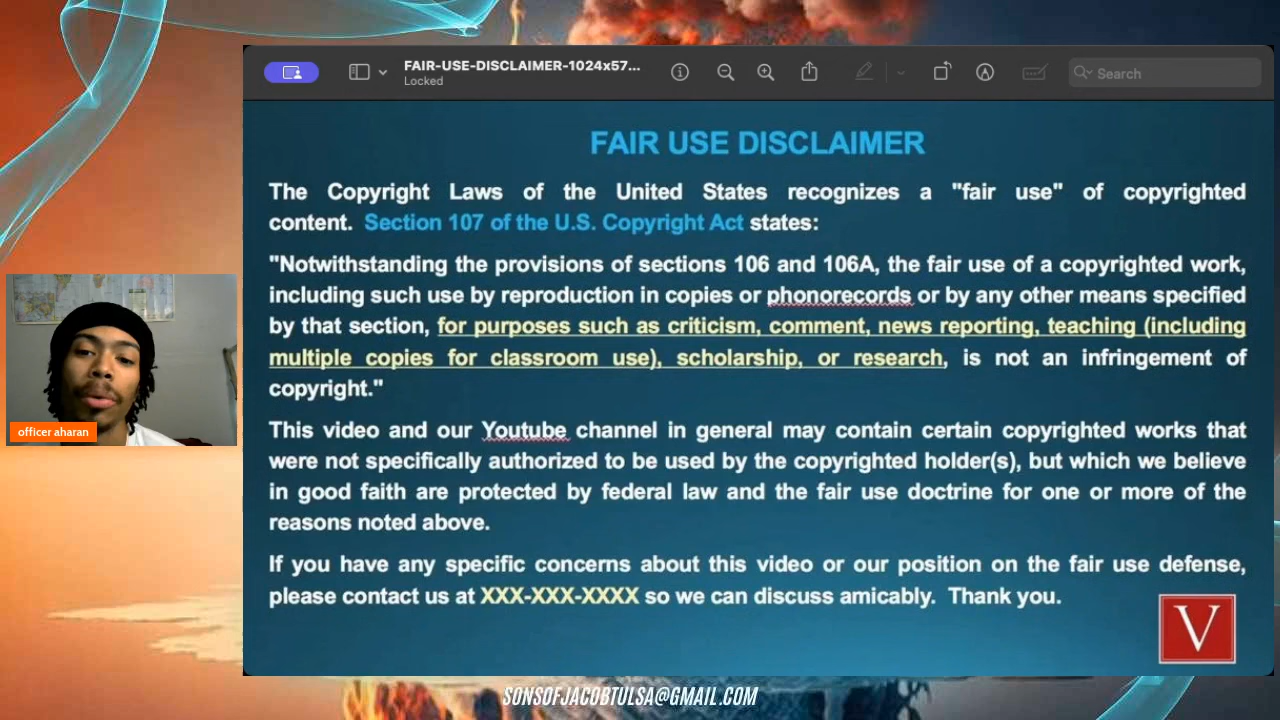 FAIR-USE-DISCLAIMER-1024x57...
Locked
Search
FAIR USE DISCLAIMER
The Copyright Laws of the United States recognizes a "fair use" of copyrighted
content. Section 107 of the U.S. Copyright Act states:
"Notwithstanding the provisions of sections 106 and 106A, the fair use of a copyrighted work,
including such use by reproduction in copies or phonorecords or by any other means specified
by that section, for purposes such as criticism, comment, news reporting, teaching (including
multiple copies for classroom use), scholarship, or research, is not an infringement of
copyright."
This video and our Youtube channel in general may contain certain copyrighted works that
were not specifically authorized to be used by the copyrighted holder(s), but which we believe
in good faith are protected by federal law and the fair use doctrine for one or more of the
reasons noted above.
If you have any specific concerns about this video or our position on the fair use defense,
please contact us at XXX-XXX-XXXX so we can discuss amicably. Thank you.
V
officer aharan
SONSOFJACOBTULSA@GMAIL.COM